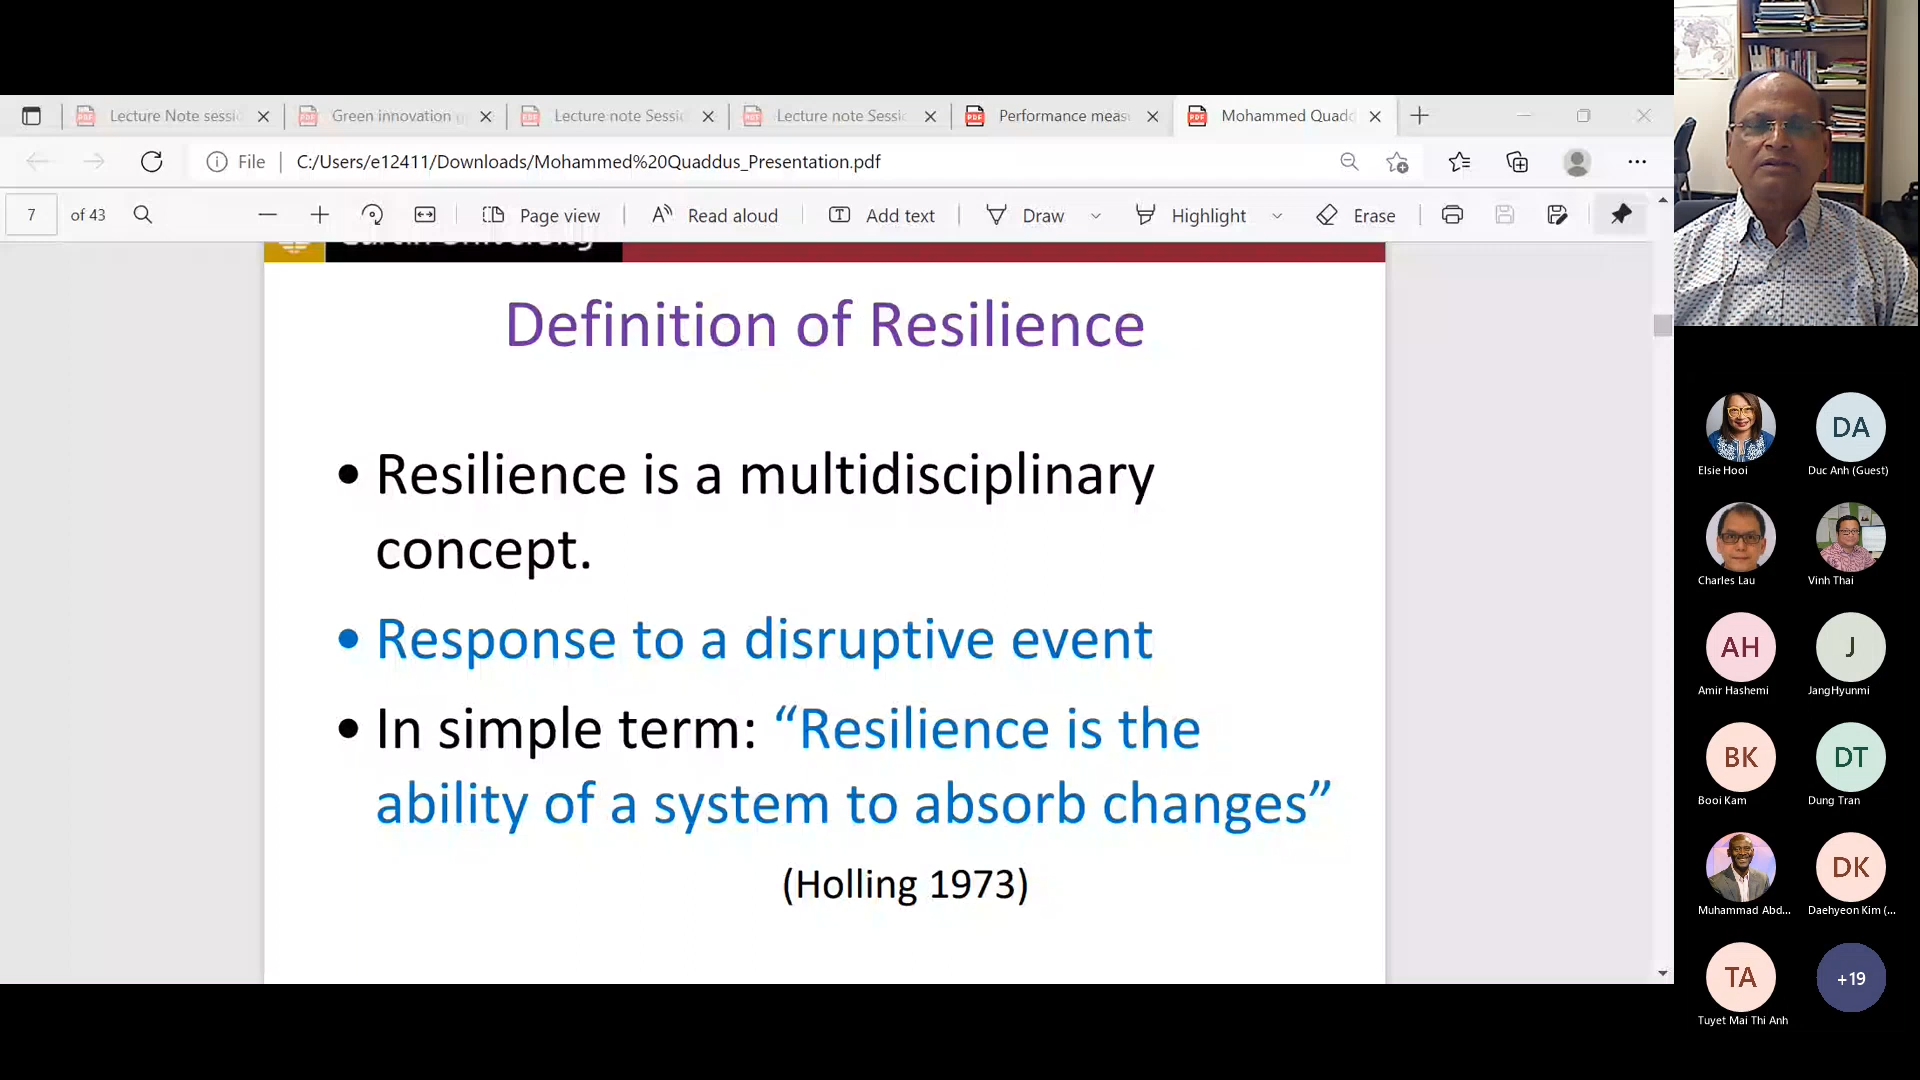 Lecture Note sessi
Green innovation g
Lecture note Sessic
Lecture note Sessic
Performance meas
Mohammed Quadd
File
C:/Users/e12411/Downloads/Mohammed%20Quaddus_Presentation.pdf
7 of 43
Page view
Read aloud
Add text
Draw
Highlight
Erase
Curtin University
Definition of Resilience
• Resilience is a multidisciplinary
concept.
• Response to a disruptive event
• In simple term: “Resilience is the
ability of a system to absorb changes”
(Holling 1973)
Elsie Hooi
DA
Duc Anh (Guest)
Charles Lau
Vinh Thai
AH
Amir Hashemi
J
JangHyunmi
BK
Booi Kam
DT
Dung Tran
Muhammad Abd...
DK
Daehyeon Kim (...
TA
Tuyet Mai Thi Anh
+19